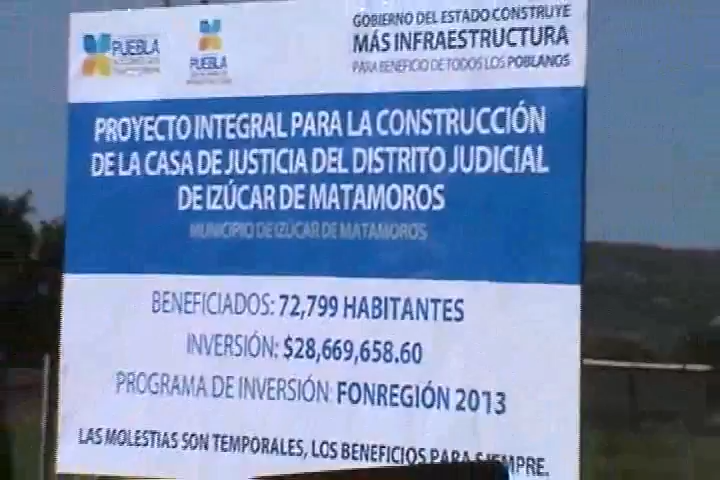 PUEBLA
PUEBLA
GOBIERNO DEL ESTADO CONSTRUYE
MÁS INFRAESTRUCTURA
PARA BENEFICIO DE TODOS LOS POBLANOS
PROYECTO INTEGRAL PARA LA CONSTRUCCIÓN
DE LA CASA DE JUSTICIA DEL DISTRITO JUDICIAL
DE IZÚCAR DE MATAMOROS
MUNICIPIO DE IZÚCAR DE MATAMOROS
BENEFICIADOS: 72,799 HABITANTES
INVERSIÓN: $28,669,658.60
PROGRAMA DE INVERSIÓN: FONREGIÓN 2013
LAS MOLESTIAS SON TEMPORALES, LOS BENEFICIOS PARA SIEMPRE.